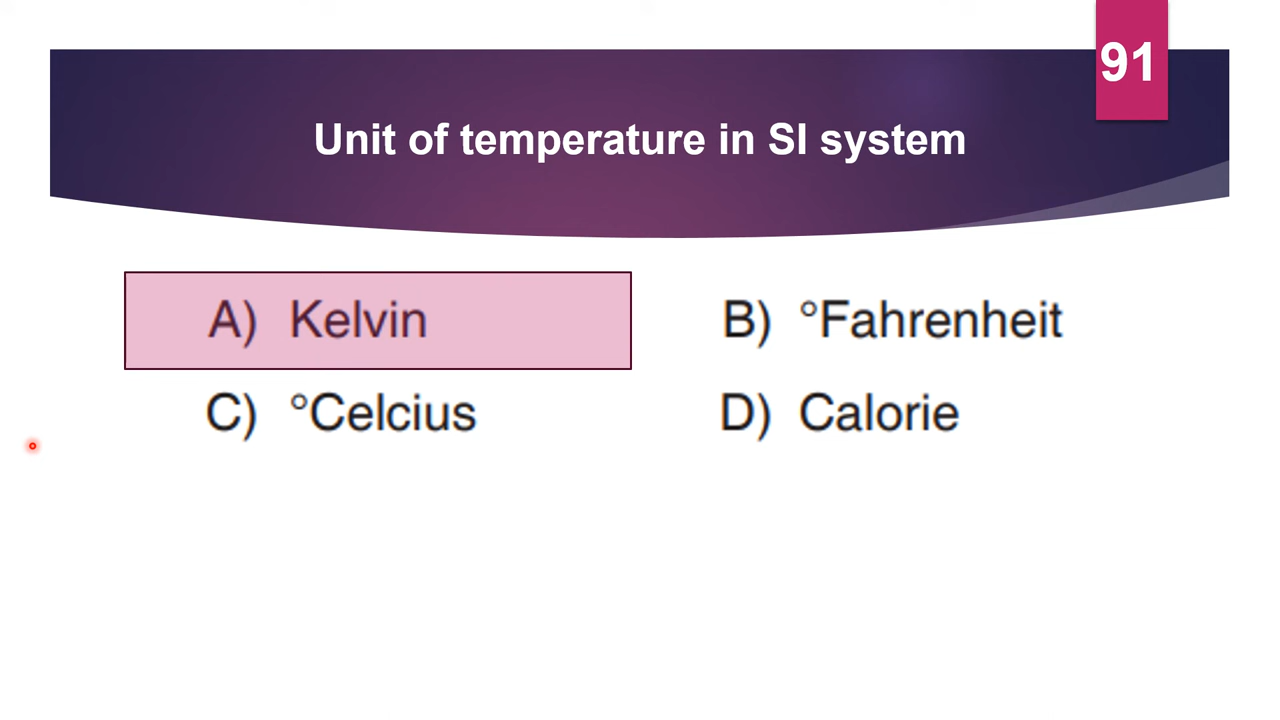 91
Unit of temperature in SI system
A) Kelvin
B) °Fahrenheit
C) °Celcius
D) Calorie